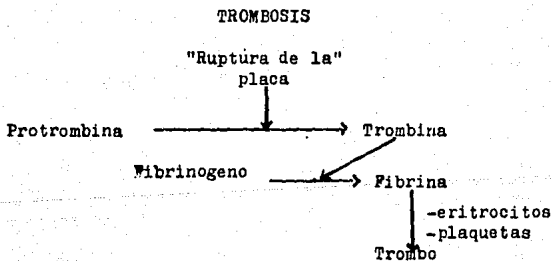 TROMBOSIS
"Ruptura de la"
placa
Protrombina
Trombina
Fibrinogeno
Fibrina
-eritrocitos
-plaquetas
Trombo